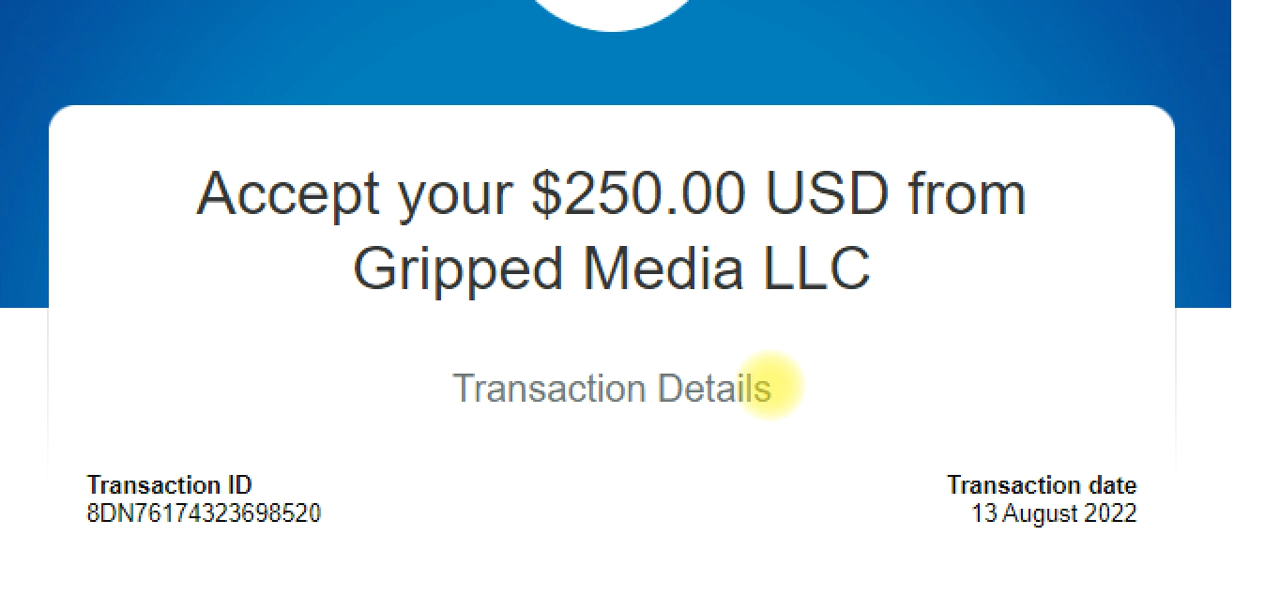 Accept your $250.00 USD from
Gripped Media LLC
Transaction Details
Transaction ID
Transaction date
8DN76174323698520
13 August 2022